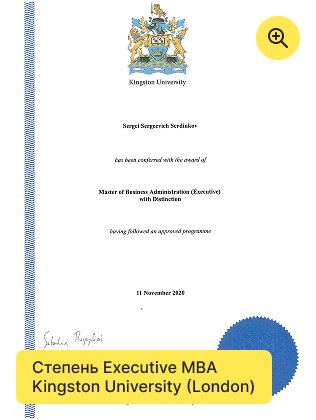 Kingston University
Sergei Sergeevich Serdiukov
has been conferred with the award of
Master of Business Administration (Executive)
with Distinction
having followed an approved programme
11 November 2020
Степень Executive MBA
Kingston University (London)